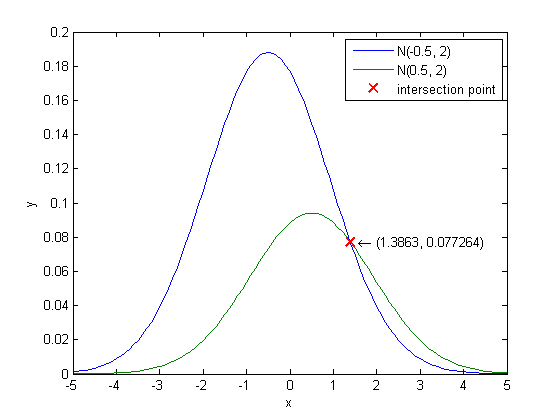 0.2
0.18
0.16
0.14
0.12
0.1
0.08
0.06
0.04
0.02
0
y
N(-0.5, 2)
N(0.5, 2)
intersection point
← (1.3863, 0.077264)
-5 -4 -3 -2 -1 0 1 2 3 4 5
x